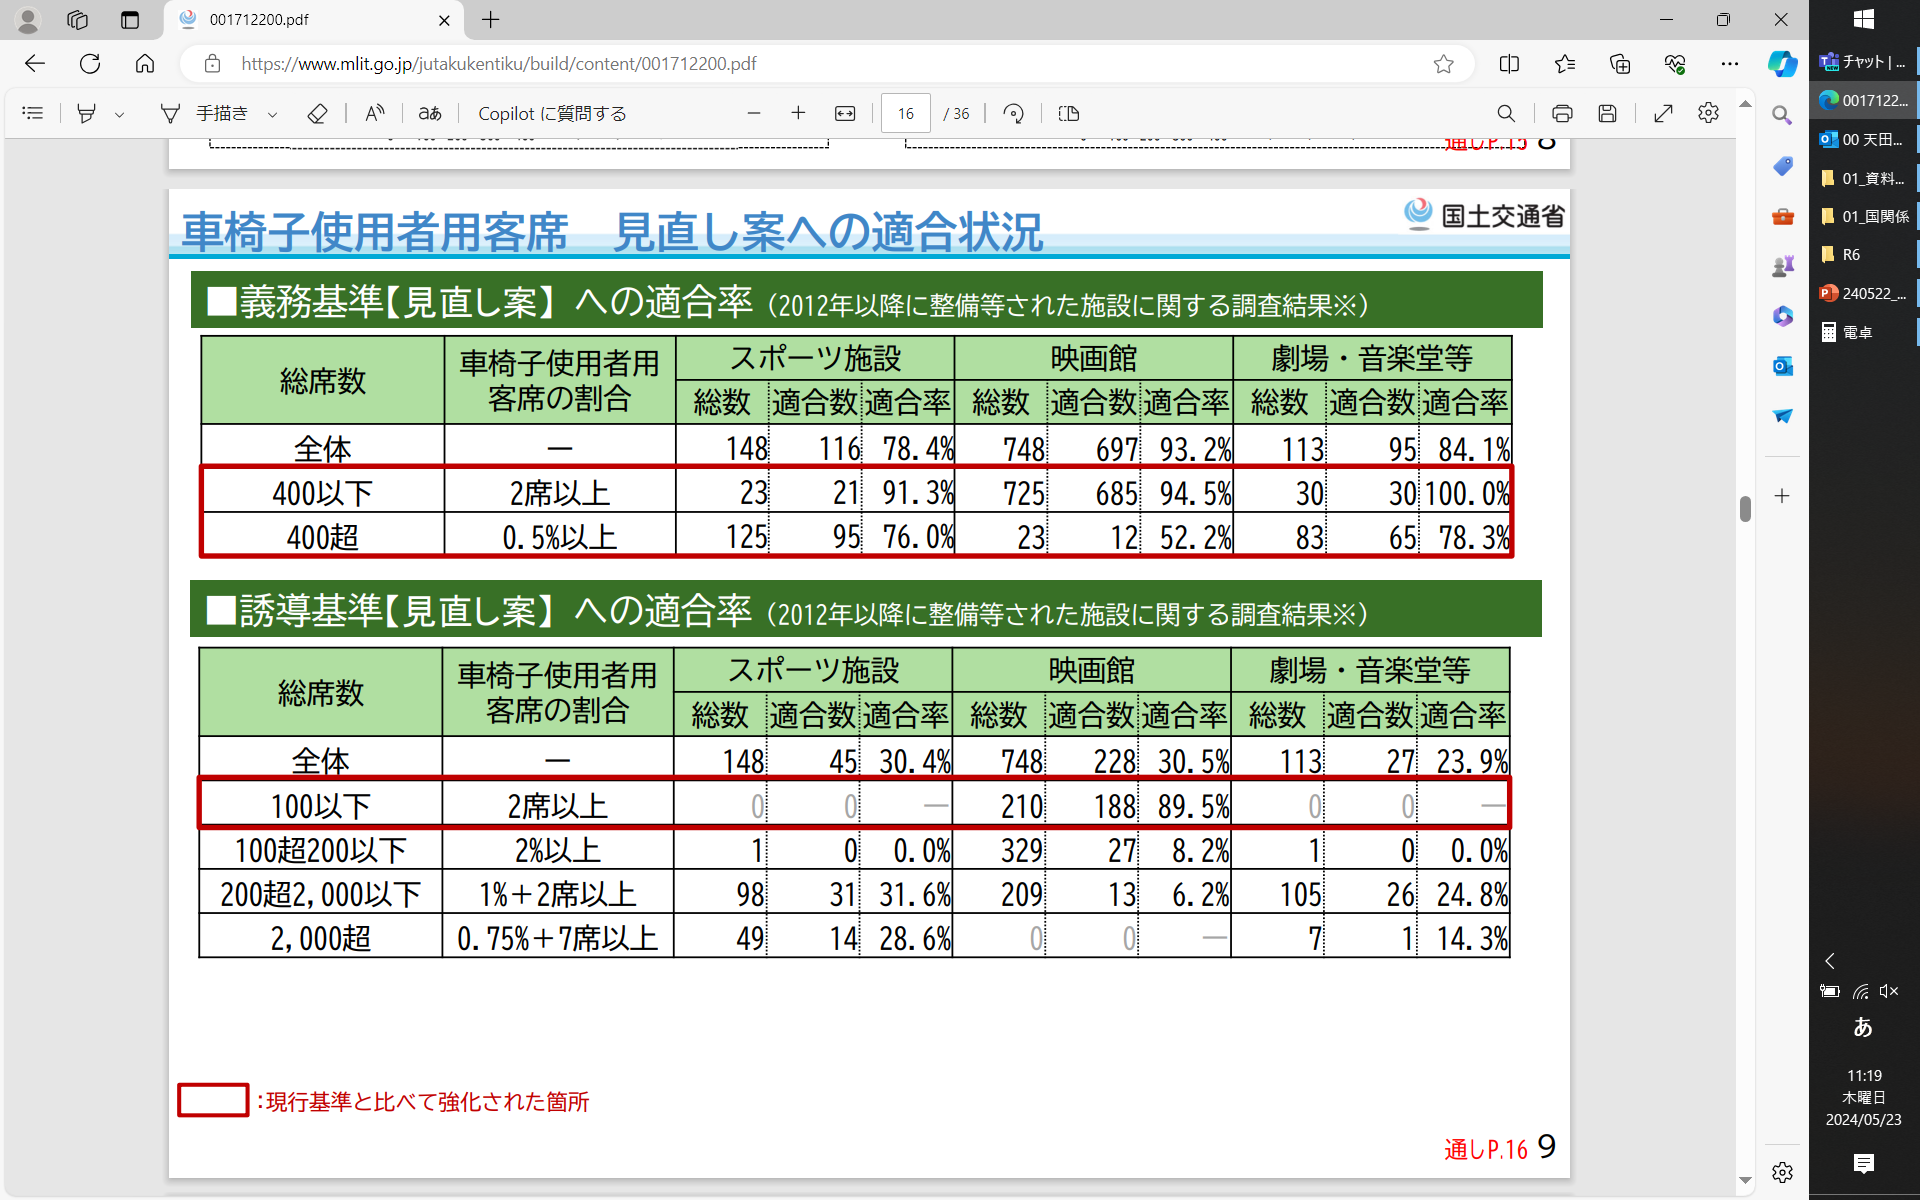 001712200.pdf
https://www.mlit.go.jp/jutakukentiku/build/content/001712200.pdf
手描き
aあ
Copilot に質問する
16 / 36
通しP.15 8
車椅子使用者用客席 見直し案への適合状況
国土交通省
■義務基準【見直し案】への適合率（2012年以降に整備等された施設に関する調査結果※）
総席数 車椅子使用者用客席の割合 スポーツ施設 映画館 劇場・音楽堂等
総数 適合数 適合率 総数 適合数 適合率 総数 適合数 適合率
全体 ー 148 116 78.4% 748 697 93.2% 113 95 84.1%
400以下 2席以上 23 21 91.3% 725 685 94.5% 30 30 100.0%
400超 0.5%以上 125 95 76.0% 23 12 52.2% 83 65 78.3%
■誘導基準【見直し案】への適合率（2012年以降に整備等された施設に関する調査結果※）
総席数 車椅子使用者用客席の割合 スポーツ施設 映画館 劇場・音楽堂等
総数 適合数 適合率 総数 適合数 適合率 総数 適合数 適合率
全体 ー 148 45 30.4% 748 228 30.5% 113 27 23.9%
100以下 2席以上 0 0 ー 210 188 89.5% 0 0 ー
100超200以下 2%以上 1 0 0.0% 329 27 8.2% 1 0 0.0%
200超2,000以下 1%＋2席以上 98 31 31.6% 209 13 6.2% 105 26 24.8%
2,000超 0.75%＋7席以上 49 14 28.6% 0 0 ー 7 1 14.3%
：現行基準と比べて強化された箇所
通しP.16 9
チャット | ...
0017122...
00 天田...
01_資料...
01_国関係
R6
240522_...
電卓
あ
11:19
木曜日
2024/05/23